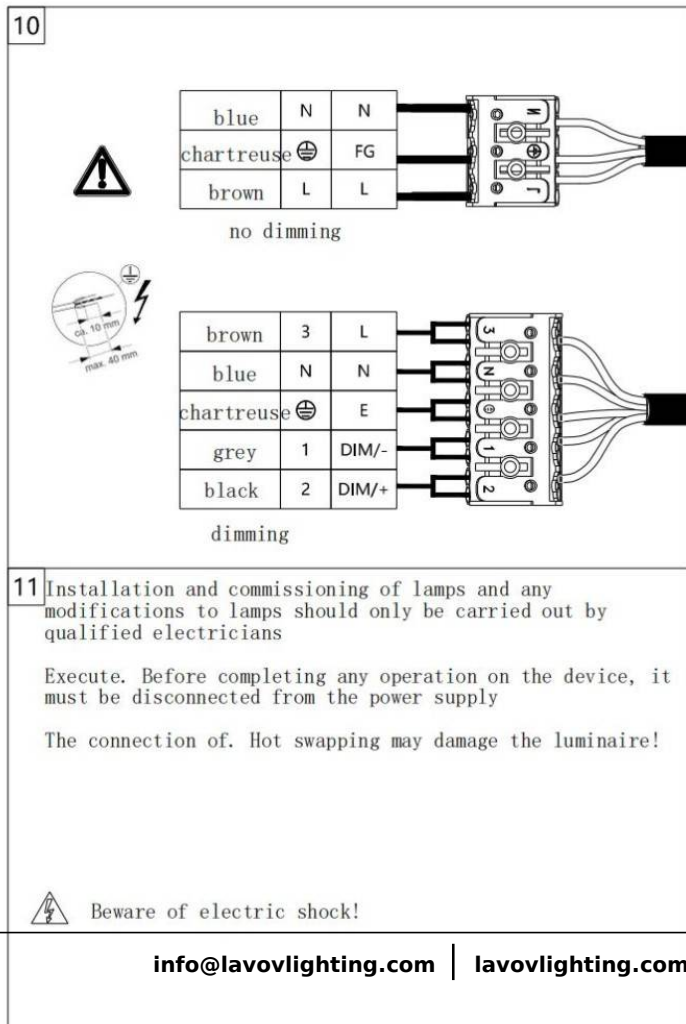 10
blue N N
chartreuse FG
brown L L
N
L
no dimming
ca. 10 mm
max. 40 mm
brown 3 L
blue N N
chartreuse E
grey 1 DIM/-
black 2 DIM/+
3
N
1
2
dimming
11 Installation and commissioning of lamps and any
modifications to lamps should only be carried out by
qualified electricians
Execute. Before completing any operation on the device, it
must be disconnected from the power supply
The connection of. Hot swapping may damage the luminaire!
Beware of electric shock!
info@lavovlighting.com | lavovlighting.com